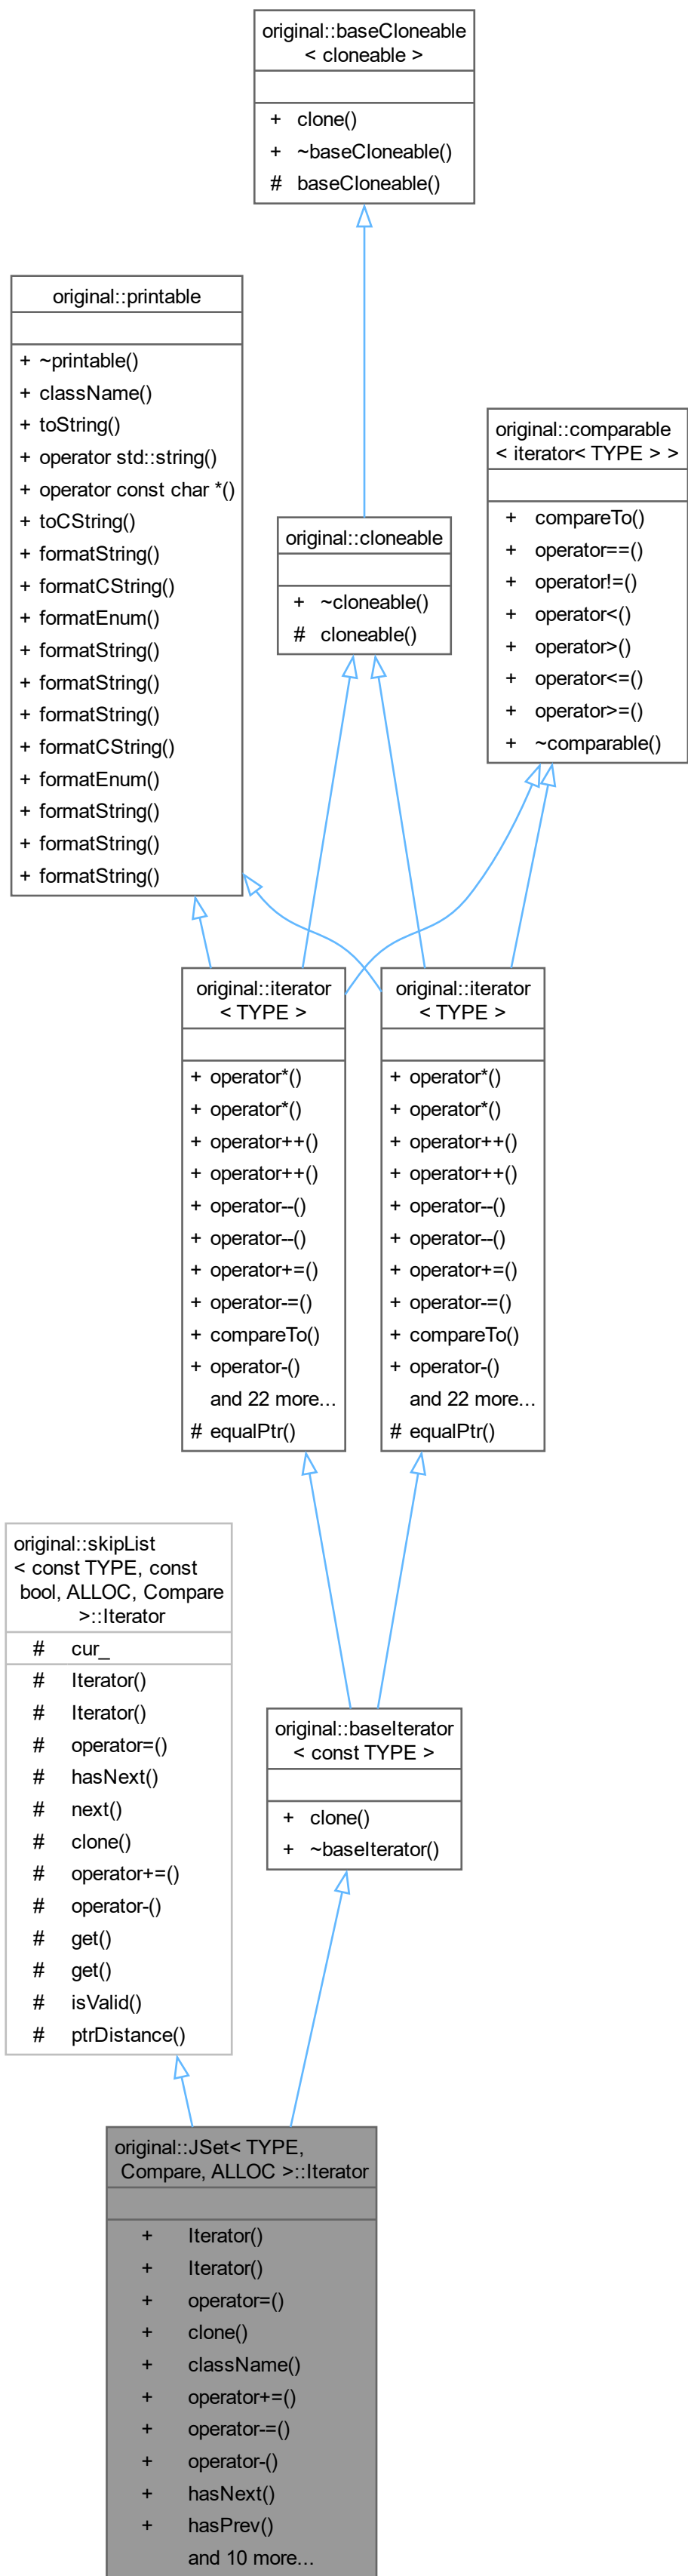 original::baseCloneable
< cloneable >
+ clone()
+ ~baseCloneable()
# baseCloneable()
original::printable
+ ~printable()
+ className()
+ toString()
+ operator std::string()
+ operator const char *()
+ toCString()
+ formatString()
+ formatCString()
+ formatEnum()
+ formatString()
+ formatString()
+ formatString()
+ formatCString()
+ formatEnum()
+ formatString()
+ formatString()
+ formatString()
original::comparable
< iterator< TYPE > >
+ compareTo()
+ operator==()
+ operator!=()
+ operator<()
+ operator>()
+ operator<=()
+ operator>=()
+ ~comparable()
original::cloneable
+ ~cloneable()
# cloneable()
original::iterator
< TYPE >
+ operator*()
+ operator*()
+ operator++()
+ operator++()
+ operator--()
+ operator--()
+ operator+=()
+ operator-=()
+ compareTo()
+ operator-()
and 22 more...
# equalPtr()
original::iterator
< TYPE >
+ operator*()
+ operator*()
+ operator++()
+ operator++()
+ operator--()
+ operator--()
+ operator+=()
+ operator-=()
+ compareTo()
+ operator-()
and 22 more...
# equalPtr()
original::skipList
< const TYPE, const
bool, ALLOC, Compare
>::Iterator
# cur_
# Iterator()
# Iterator()
# operator=()
# hasNext()
# next()
# clone()
# operator+=()
# operator-()
# get()
# get()
# isValid()
# ptrDistance()
original::baseIterator
< const TYPE >
+ clone()
+ ~baseIterator()
original::JSet< TYPE,
Compare, ALLOC >::Iterator
+ Iterator()
+ Iterator()
+ operator=()
+ clone()
+ className()
+ operator+=()
+ operator-=()
+ operator-()
+ hasNext()
+ hasPrev()
and 10 more...